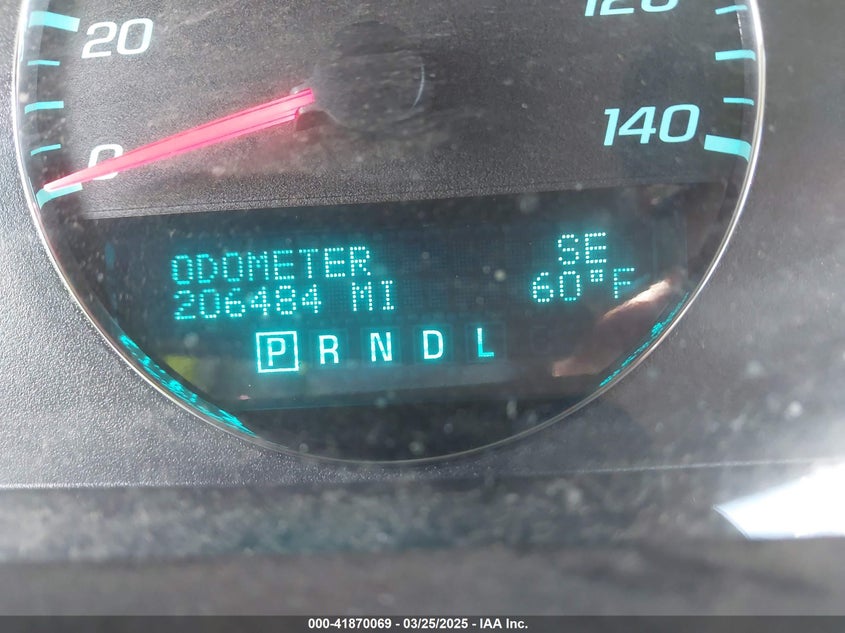 20
120
0
140
ODOMETER SE
206484 MI 60°F
P R N D L
000-41870069 - 03/25/2025 - IAA Inc.